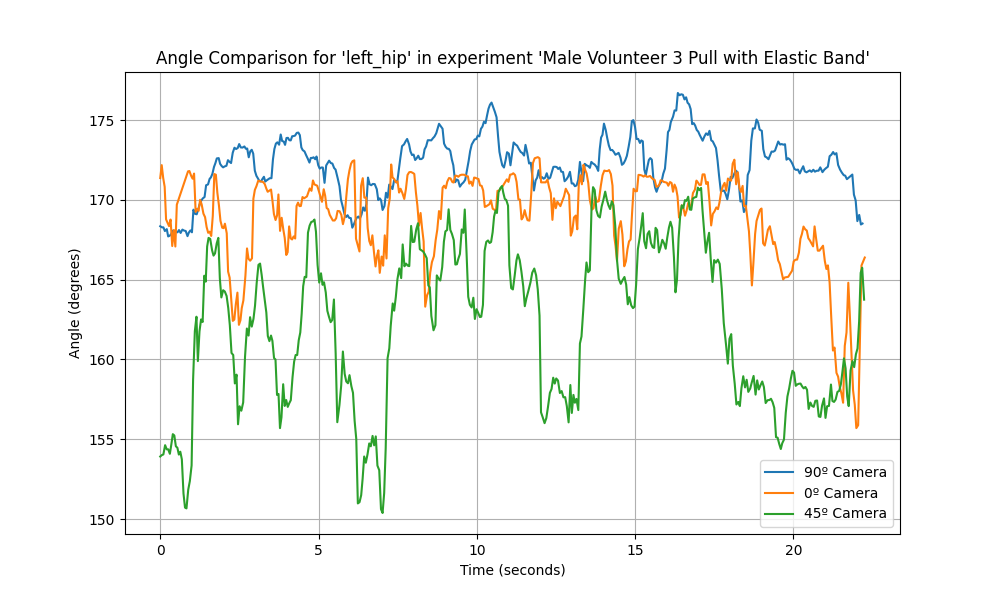 Angle Comparison for 'left_hip' in experiment 'Male Volunteer 3 Pull with Elastic Band'
Angle (degrees)
175
170
165
160
155
150
0
5
10
15
20
Time (seconds)
90º Camera
0º Camera
45º Camera